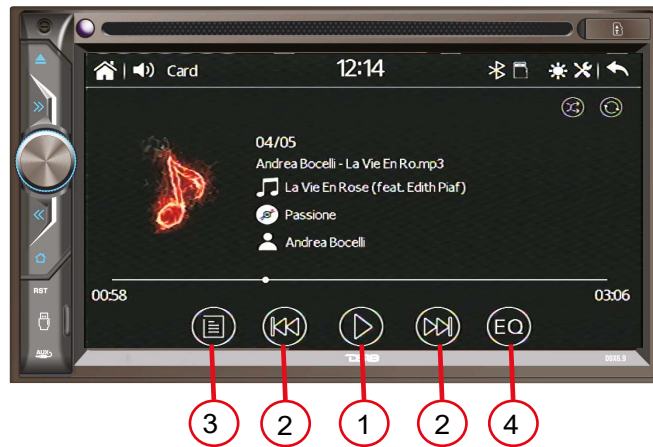 Card 12:14
04/05
Andrea Bocelli - La Vie En Ro.mp3
La Vie En Rose (feat. Edith Piaf)
Passione
Andrea Bocelli
RST
00:58 03:06
EQ
AUX
DS18 DDX6.9
3 2 1 2 4